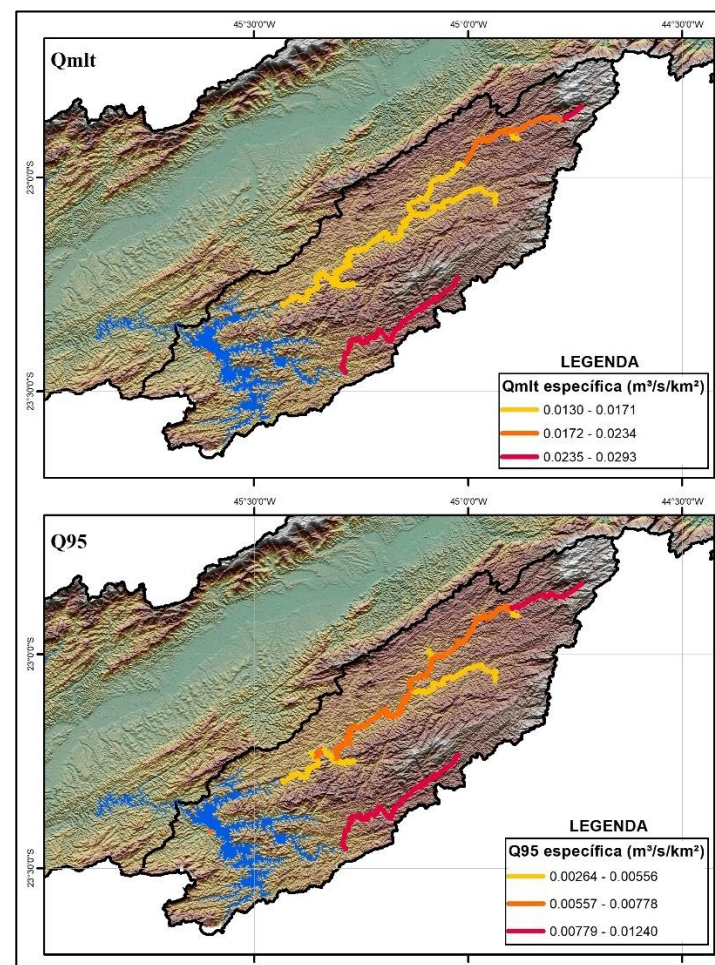 45°30'0"W 45°0'0"W 44°30'0"W
Qmlt
23°0'0"S
23°30'0"S
LEGENDA
Qmlt específica (m³/s/km²)
0.0130 - 0.0171
0.0172 - 0.0234
0.0235 - 0.0293
45°30'0"W 45°0'0"W 44°30'0"W
Q95
23°0'0"S
23°30'0"S
LEGENDA
Q95 específica (m³/s/km²)
0.00264 - 0.00556
0.00557 - 0.00778
0.00779 - 0.01240